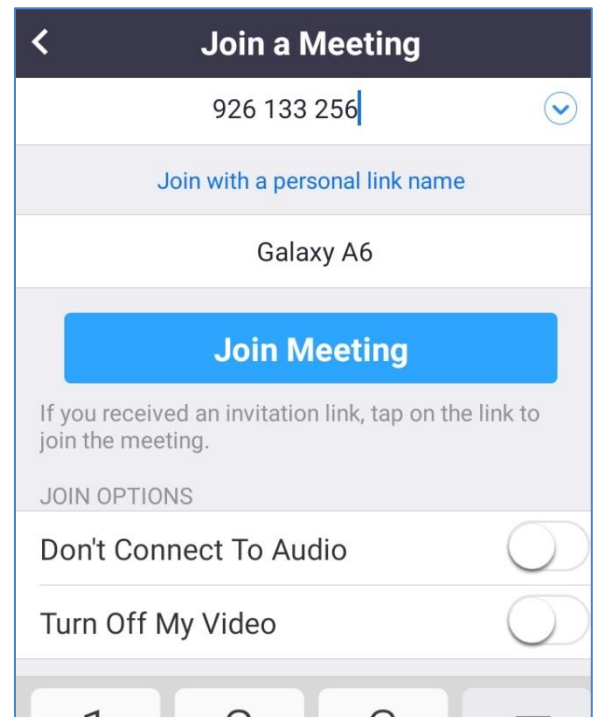 Join a Meeting
926 133 256
Join with a personal link name
Galaxy A6
Join Meeting
If you received an invitation link, tap on the link to
join the meeting.
JOIN OPTIONS
Don't Connect To Audio
Turn Off My Video